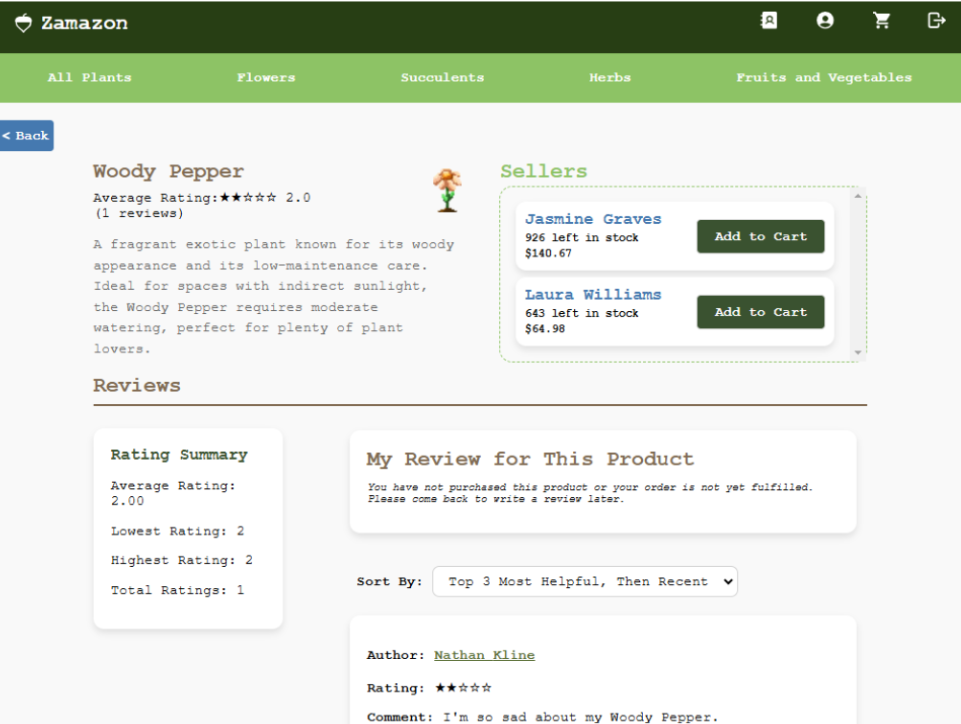 Zamazon
All Plants Flowers Succulents Herbs Fruits and Vegetables
< Back
Woody Pepper
Average Rating:★★☆☆☆ 2.0
(1 reviews)
A fragrant exotic plant known for its woody
appearance and its low-maintenance care.
Ideal for spaces with indirect sunlight,
the Woody Pepper requires moderate
watering, perfect for plenty of plant
lovers.
Sellers
Jasmine Graves
926 left in stock
$140.67
Add to Cart
Laura Williams
643 left in stock
$64.98
Add to Cart
Reviews
Rating Summary
Average Rating:
2.00
Lowest Rating: 2
Highest Rating: 2
Total Ratings: 1
My Review for This Product
You have not purchased this product or your order is not yet fulfilled.
Please come back to write a review later.
Sort By: Top 3 Most Helpful, Then Recent
Author: Nathan Kline
Rating: ★★☆☆☆
Comment: I'm so sad about my Woody Pepper.